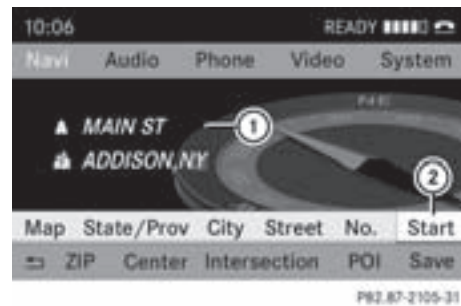 10:06 READY
Navi Audio Phone Video System
MAIN ST 1
ADDISON,NY
2
Map State/Prov City Street No. Start
ZIP Center Intersection POI Save
P82.87-2105-31